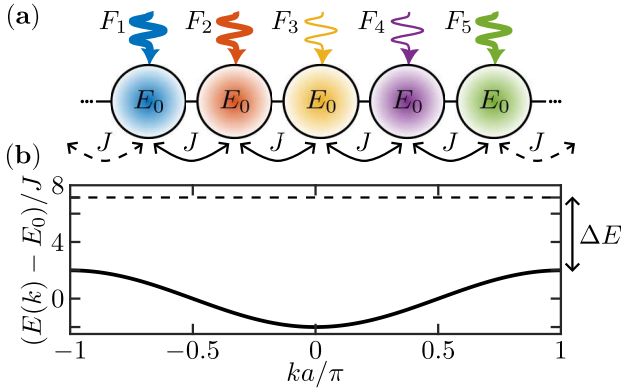 (a)
F₁ F₂ F₃ F₄ F₅
E₀ E₀ E₀ E₀ E₀
J J J J J J
(b)
(E(k) − E₀)/J
8
4
0
ΔE
−1 −0.5 0 0.5 1
ka/π